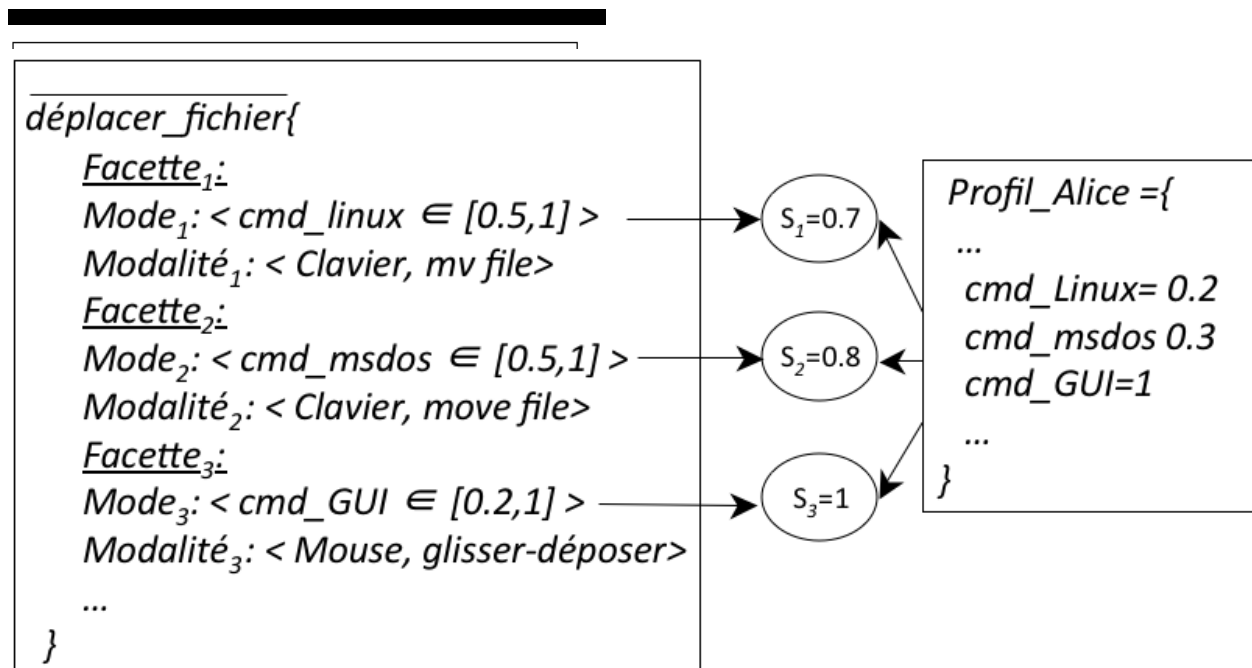 déplacer_fichier{
Facette1:
Mode1: < cmd_linux ∈ [0.5,1] >
Modalité1: < Clavier, mv file>
Facette2:
Mode2: < cmd_msdos ∈ [0.5,1] >
Modalité2: < Clavier, move file>
Facette3:
Mode3: < cmd_GUI ∈ [0.2,1] >
Modalité3: < Mouse, glisser-déposer>
...
}
S1=0.7
S2=0.8
S3=1
Profil_Alice ={
...
cmd_Linux= 0.2
cmd_msdos 0.3
cmd_GUI=1
...
}